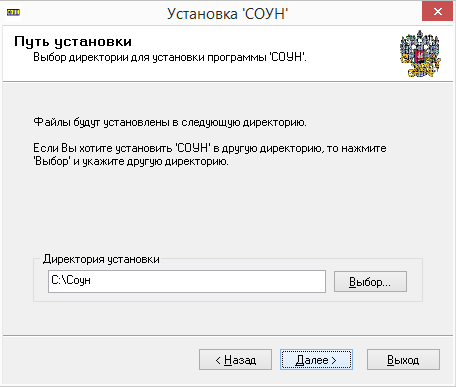 Установка 'СОУН'
Путь установки
Выбор директории для установки программы 'СОУН'.
Файлы будут установлены в следующую директорию.
Если Вы хотите установить 'СОУН' в другую директорию, то нажмите
'Выбор' и укажите другую директорию.
Директория установки
C:\Соун
Выбор...
< Назад
Далее >
Выход